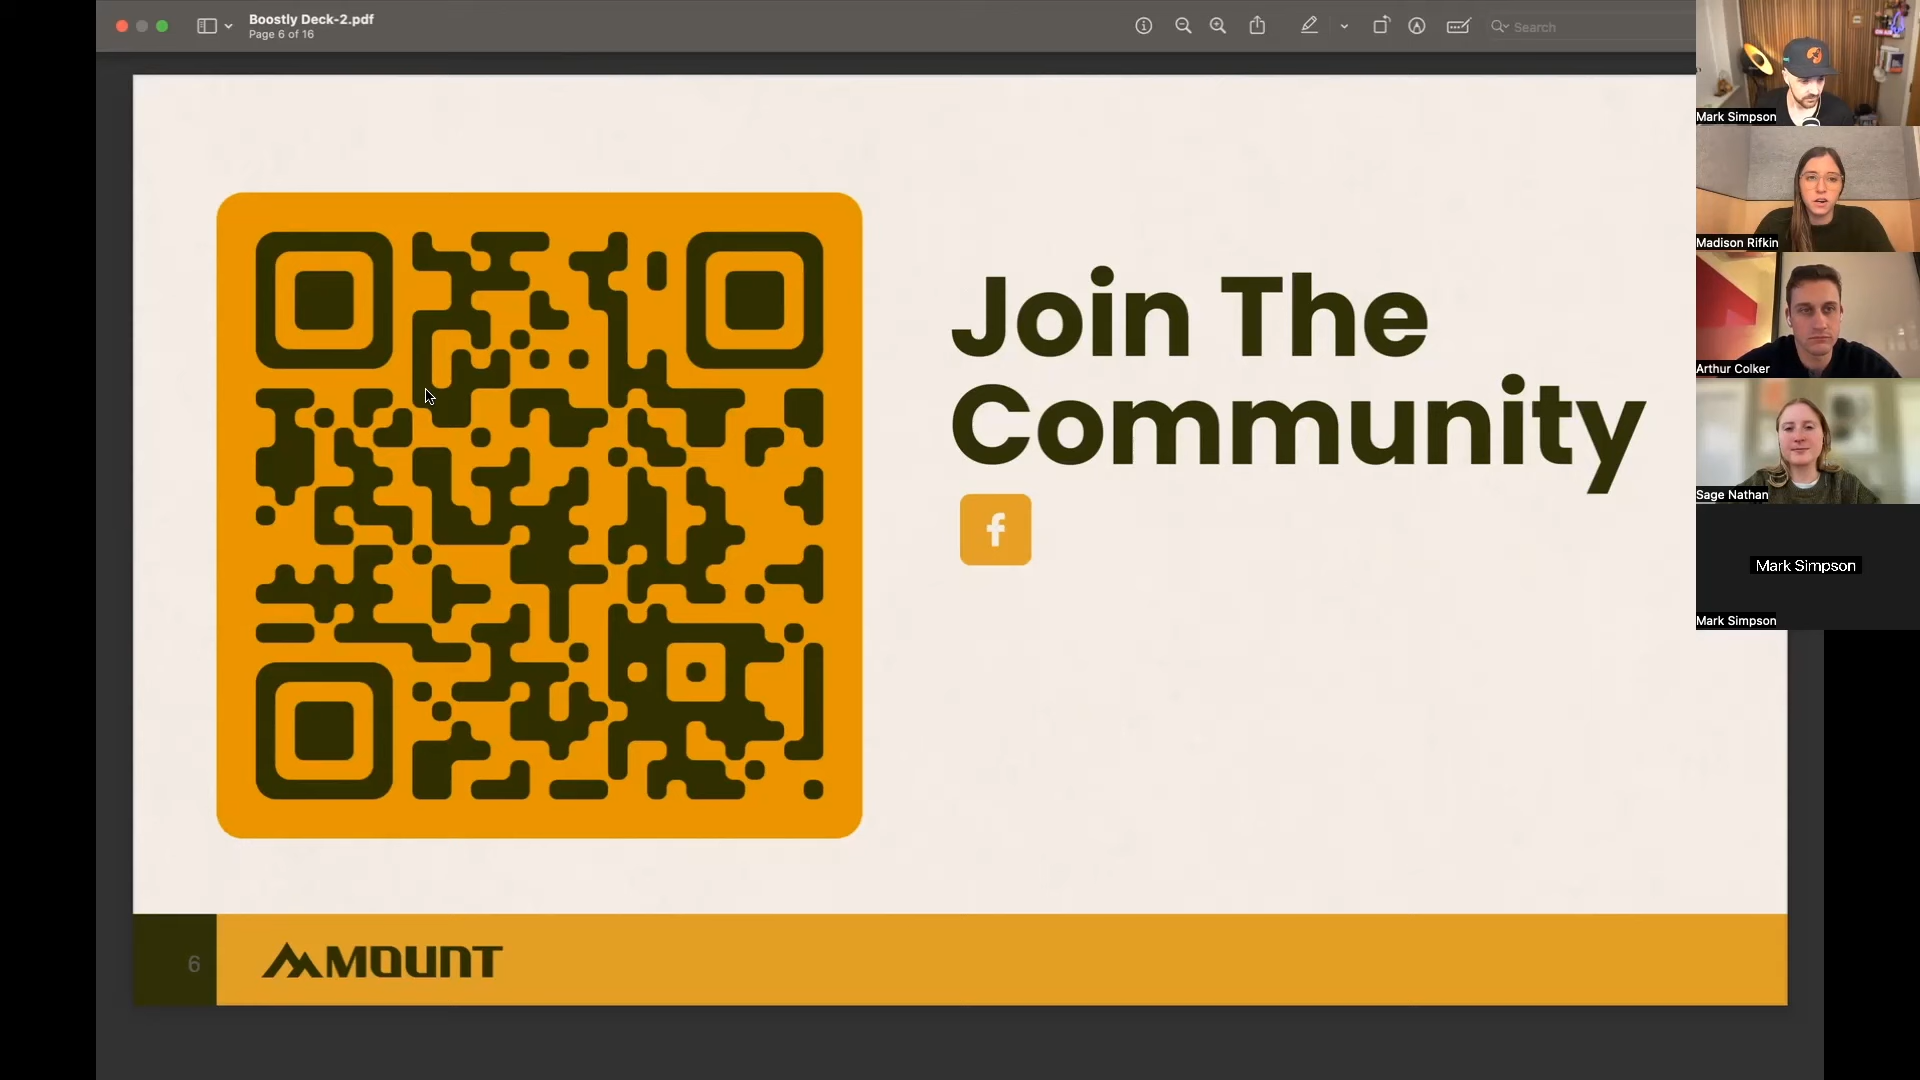 Boostly Deck-2.pdf
Page 6 of 16
Search
Join The
Community
f
6
MOUNT
Mark Simpson
Madison Rifkin
Arthur Colker
Sage Nathan
Mark Simpson
Mark Simpson